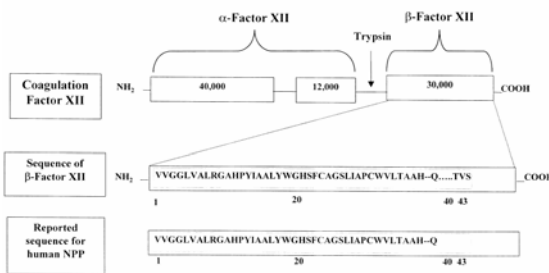 α-Factor XII β-Factor XII
Trypsin
Coagulation
Factor XII
NH2 40,000 12,000 30,000 COOH
Sequence of
β-Factor XII
NH2 VVGGLVALRGAHPYIAALYWGHSFCAGSLIAPCWVLTAAH--Q.....TVS COOH
1 20 40 43
Reported
sequence for
human NPP
VVGGLVALRGAHPYIAALYWGHSFCAGSLIAPCWVLTAAH--Q
1 20 40 43